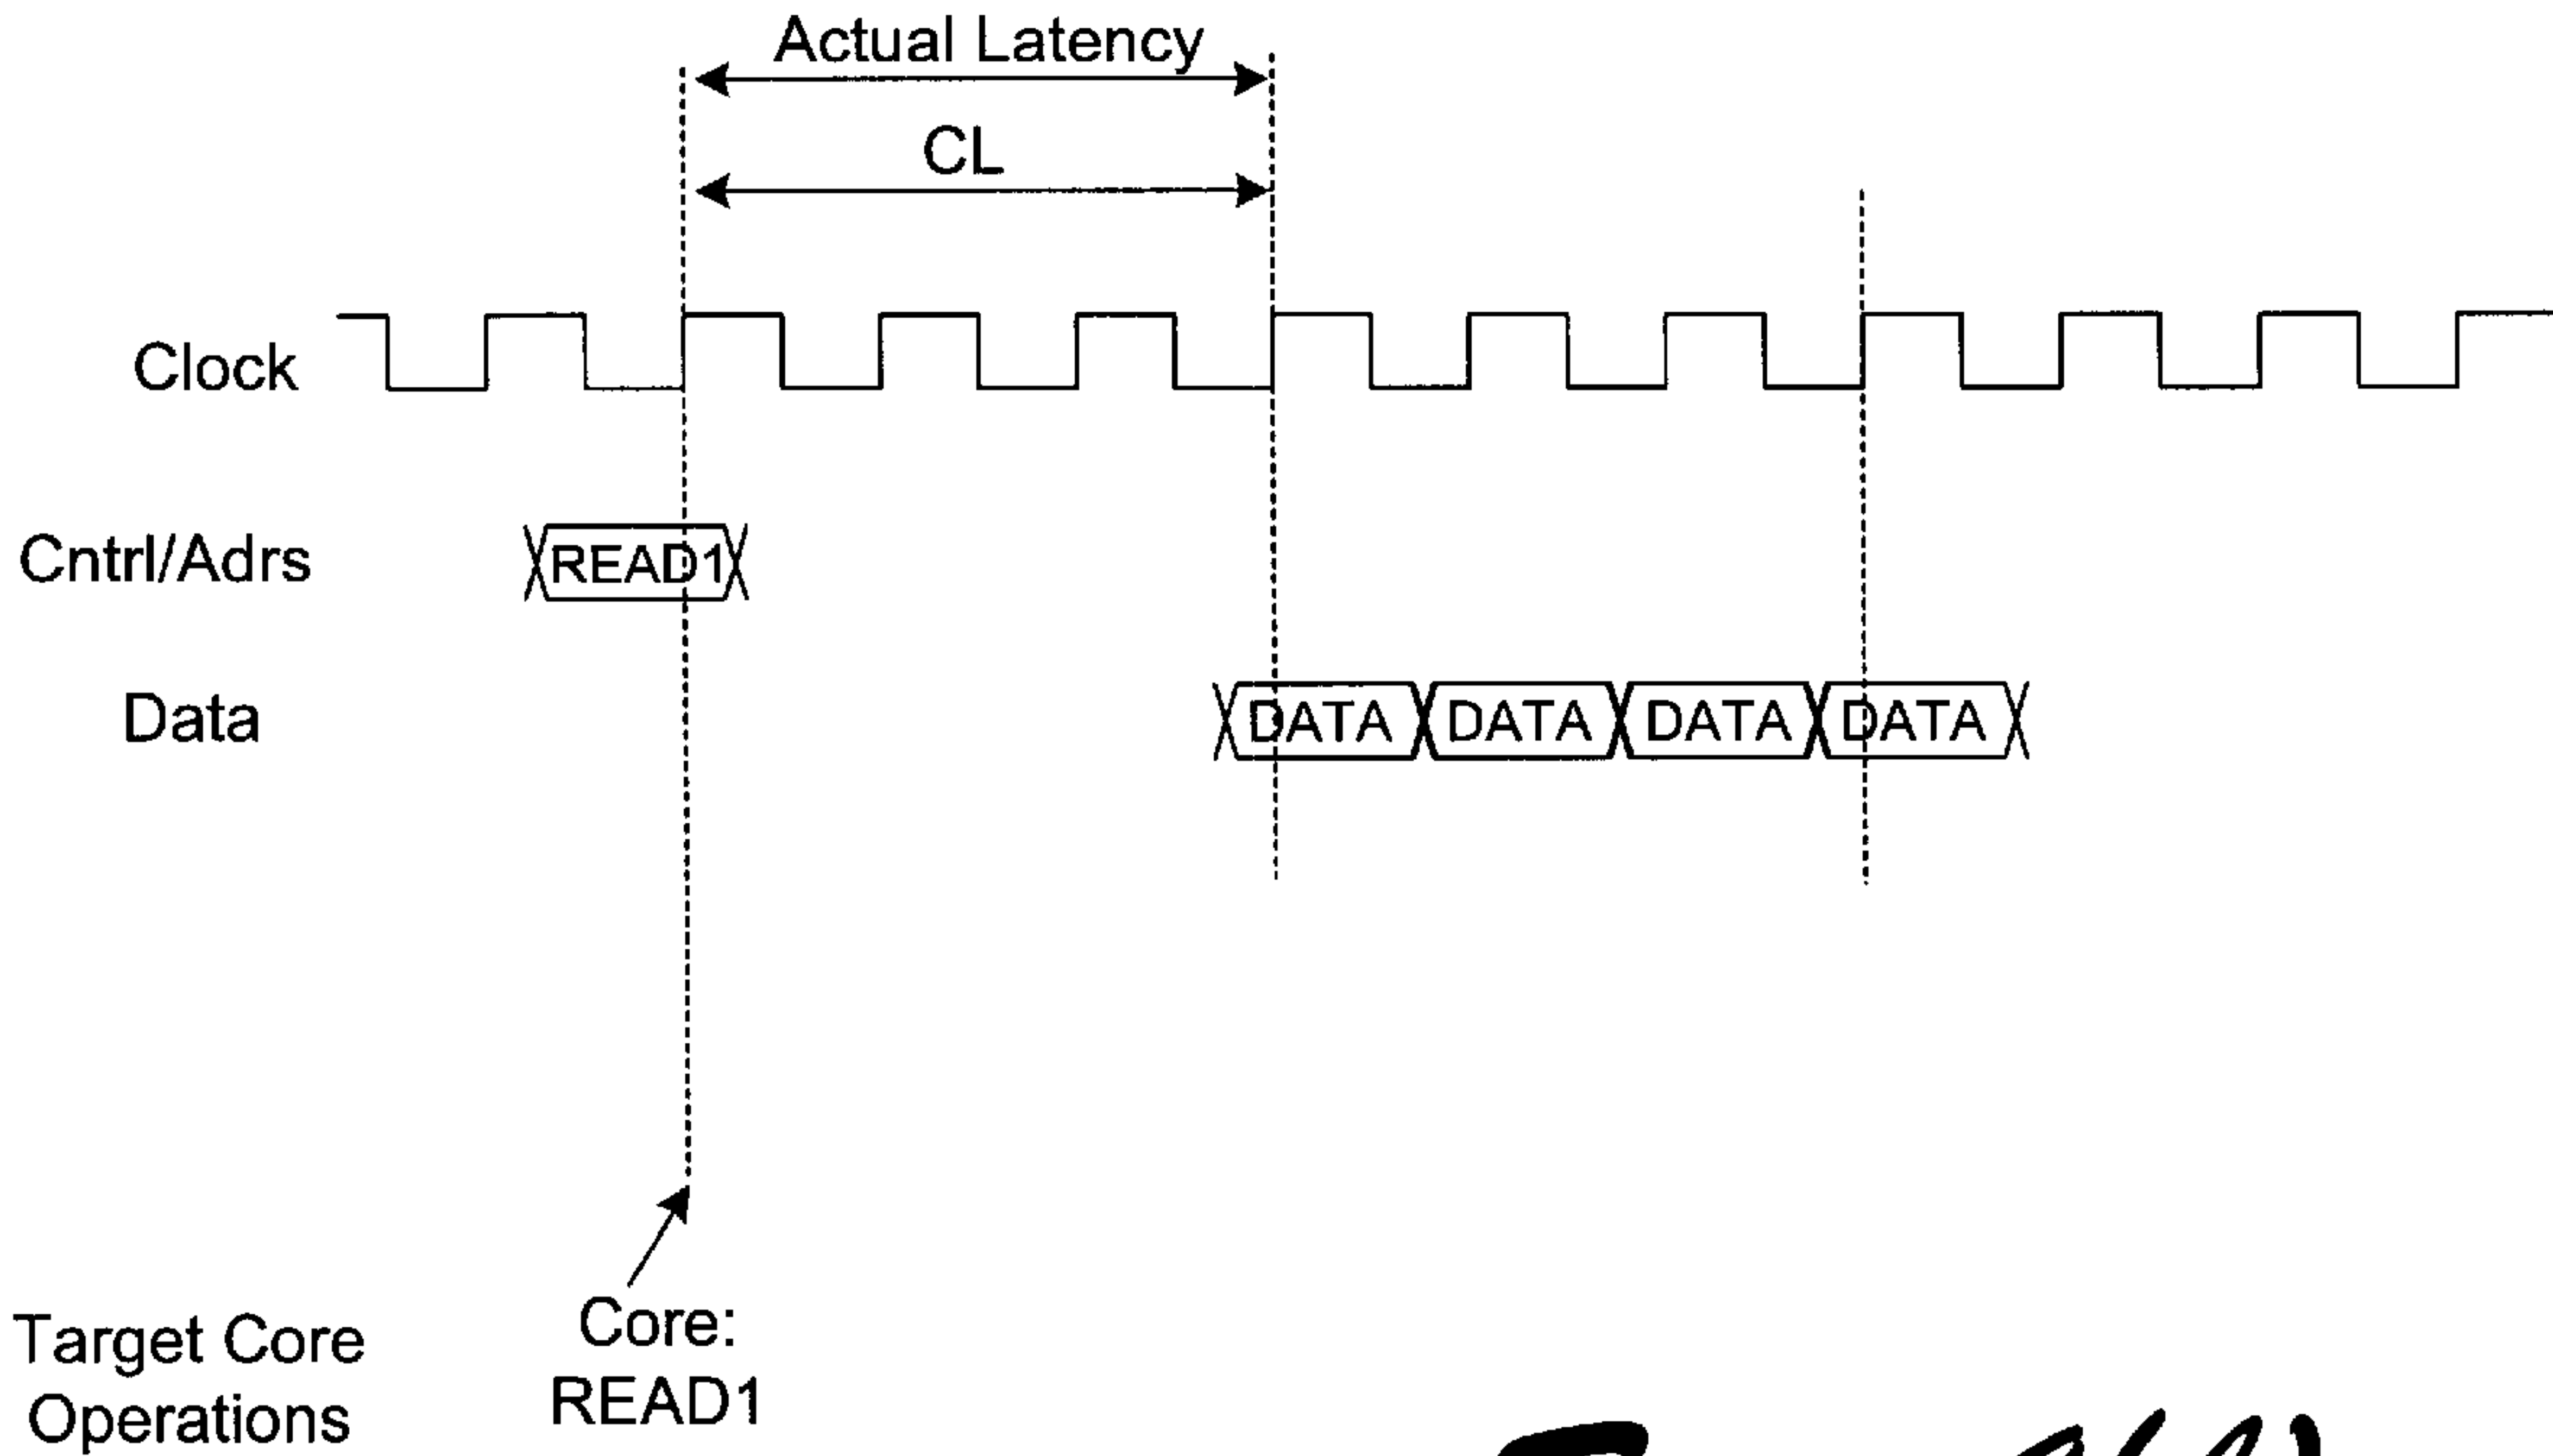 Actual Latency
CL
Clock
Cntrl/Adrs
READ1
Data
DATA DATA DATA DATA
Target Core
Operations
Core:
READ1